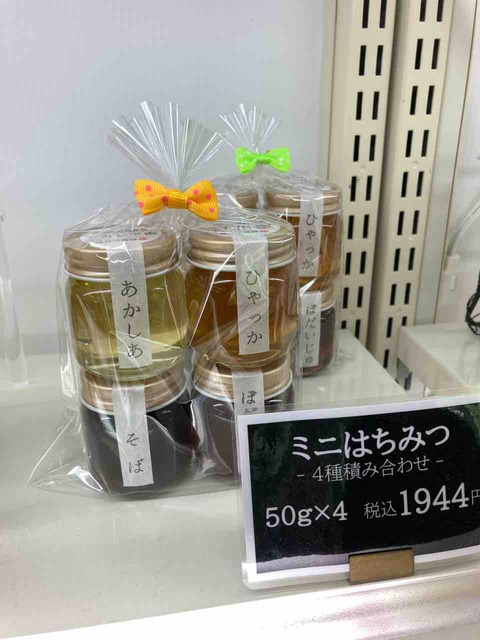 あかしあ
ひゃっか
そば
ぼ
ひゃっか
ぼだいじゅ
ミニはちみつ
- 4種積み合わせ -
50g×4 税込1944円